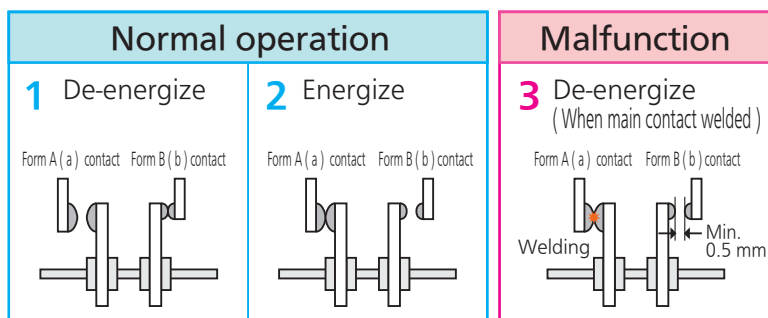 Normal operation
1 De-energize
Form A ( a ) contact Form B ( b ) contact
2 Energize
Form A ( a ) contact Form B ( b ) contact
Malfunction
3 De-energize
( When main contact welded )
Form A ( a ) contact Form B ( b ) contact
Welding
Min.
0.5 mm